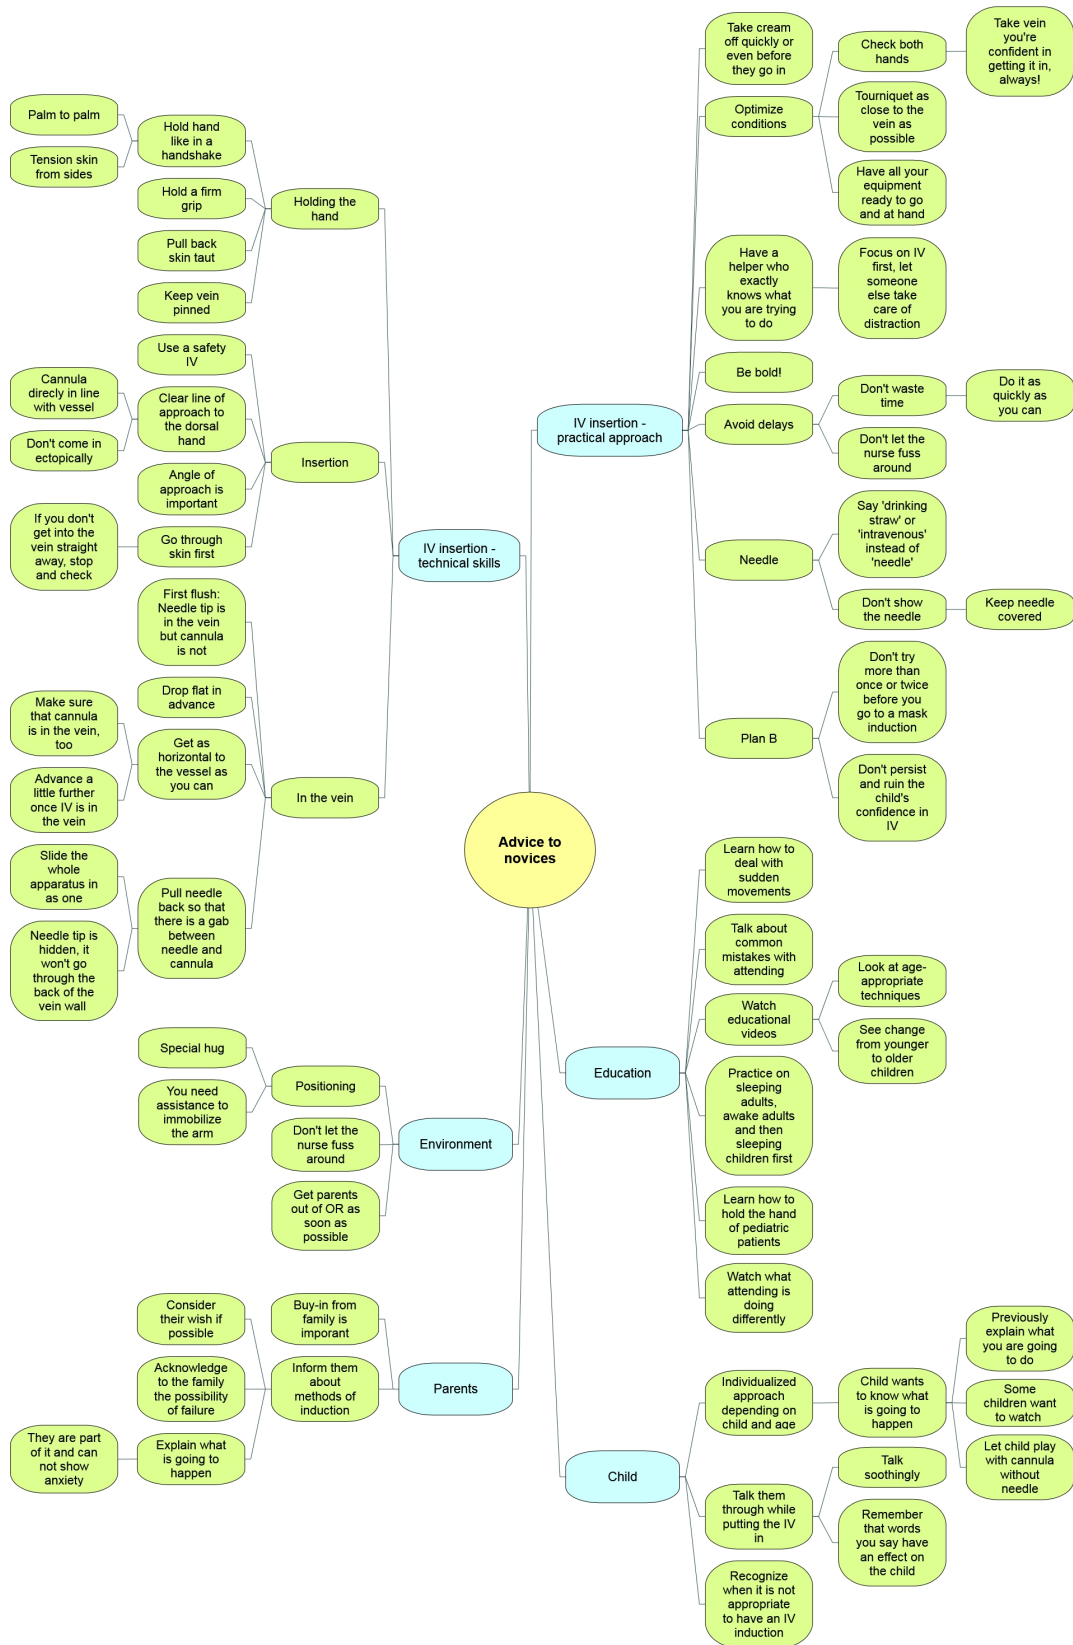 Advice to
novices
IV insertion -
practical approach
Take cream
off quickly or
even before
they go in
Optimize
conditions
Check both
hands
Take vein
you're
confident in
getting it in,
always!
Tourniquet as
close to the
vein as
possible
Have all your
equipment
ready to go
and at hand
Have a
helper who
exactly
knows what
you are trying
to do
Focus on IV
first, let
someone
else take
care of
distraction
Be bold!
Avoid delays
Don't waste
time
Do it as
quickly as
you can
Don't let the
nurse fuss
around
Needle
Say 'drinking
straw' or
'intravenous'
instead of
'needle'
Don't show
the needle
Keep needle
covered
Plan B
Don't try
more than
once or twice
before you
go to a mask
induction
Don't persist
and ruin the
child's
confidence in
IV
Education
Learn how to
deal with
sudden
movements
Talk about
common
mistakes with
attending
Watch
educational
videos
Look at age-
appropriate
techniques
See change
from younger
to older
children
Practice on
sleeping
adults,
awake adults
and then
sleeping
children first
Learn how to
hold the hand
of pediatric
patients
Watch what
attending is
doing
differently
Child
Individualized
approach
depending on
child and age
Child wants
to know what
is going to
happen
Previously
explain what
you are going
to do
Some
children want
to watch
Let child play
with cannula
without
needle
Talk them
through while
putting the IV
in
Talk
soothingly
Remember
that words
you say have
an effect on
the child
Recognize
when it is not
appropriate
to have an IV
induction
IV insertion -
technical skills
Holding the
hand
Hold hand
like in a
handshake
Palm to palm
Tension skin
from sides
Hold a firm
grip
Pull back
skin taut
Keep vein
pinned
Insertion
Use a safety
IV
Clear line of
approach to
the dorsal
hand
Cannula
direcly in line
with vessel
Don't come in
ectopically
Angle of
approach is
important
Go through
skin first
If you don't
get into the
vein straight
away, stop
and check
In the vein
First flush:
Needle tip is
in the vein
but cannula
is not
Drop flat in
advance
Get as
horizontal to
the vessel as
you can
Make sure
that cannula
is in the vein,
too
Advance a
little further
once IV is in
the vein
Pull needle
back so that
there is a gab
between
needle and
cannula
Slide the
whole
apparatus in
as one
Needle tip is
hidden, it
won't go
through the
back of the
vein wall
Environment
Positioning
Special hug
You need
assistance to
immobilize
the arm
Don't let the
nurse fuss
around
Get parents
out of OR as
soon as
possible
Parents
Buy-in from
family is
imporant
Inform them
about
methods of
induction
Consider
their wish if
possible
Acknowledge
to the family
the possibility
of failure
Explain what
is going to
happen
They are part
of it and can
not show
anxiety